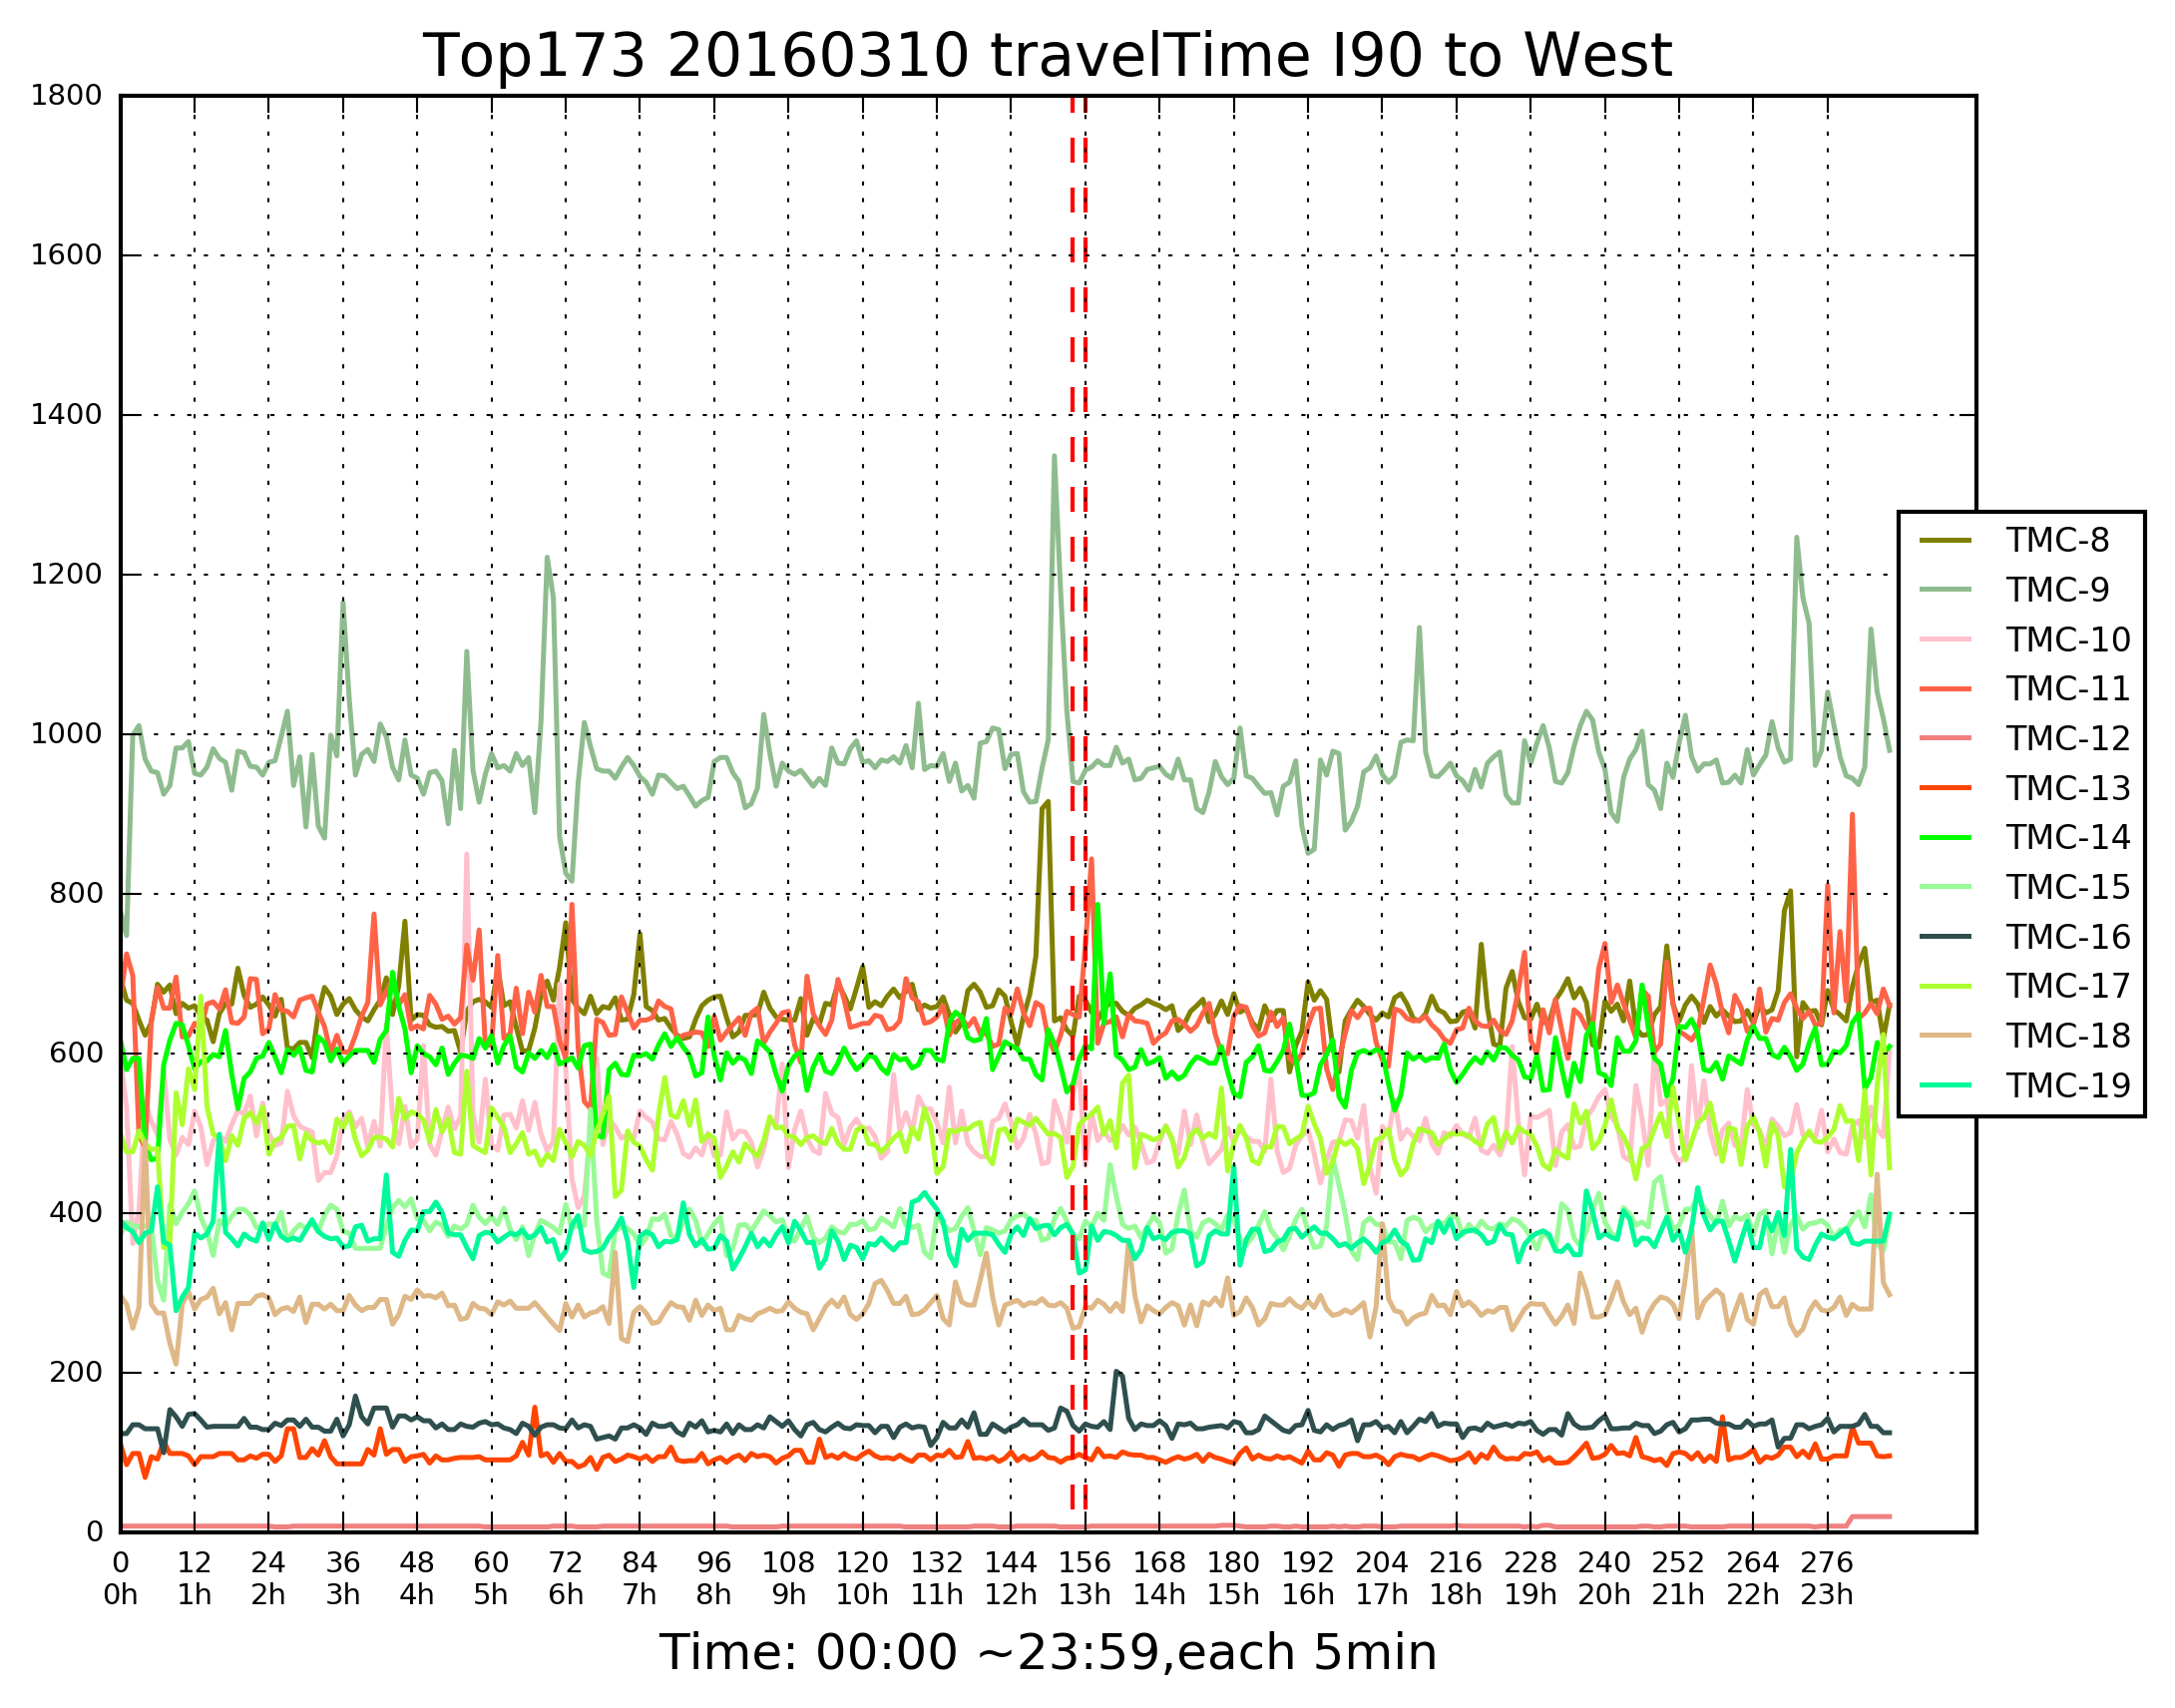 Top173 20160310 travelTime I90 to West
1800
1600
1400
1200
1000
800
600
400
200
0
TMC-8
TMC-9
TMC-10
TMC-11
TMC-12
TMC-13
TMC-14
TMC-15
TMC-16
TMC-17
TMC-18
TMC-19
0 12 24 36 48 60 72 84 96 108 120 132 144 156 168 180 192 204 216 228 240 252 264 276
0h 1h 2h 3h 4h 5h 6h 7h 8h 9h 10h 11h 12h 13h 14h 15h 16h 17h 18h 19h 20h 21h 22h 23h
Time: 00:00 ~23:59,each 5min